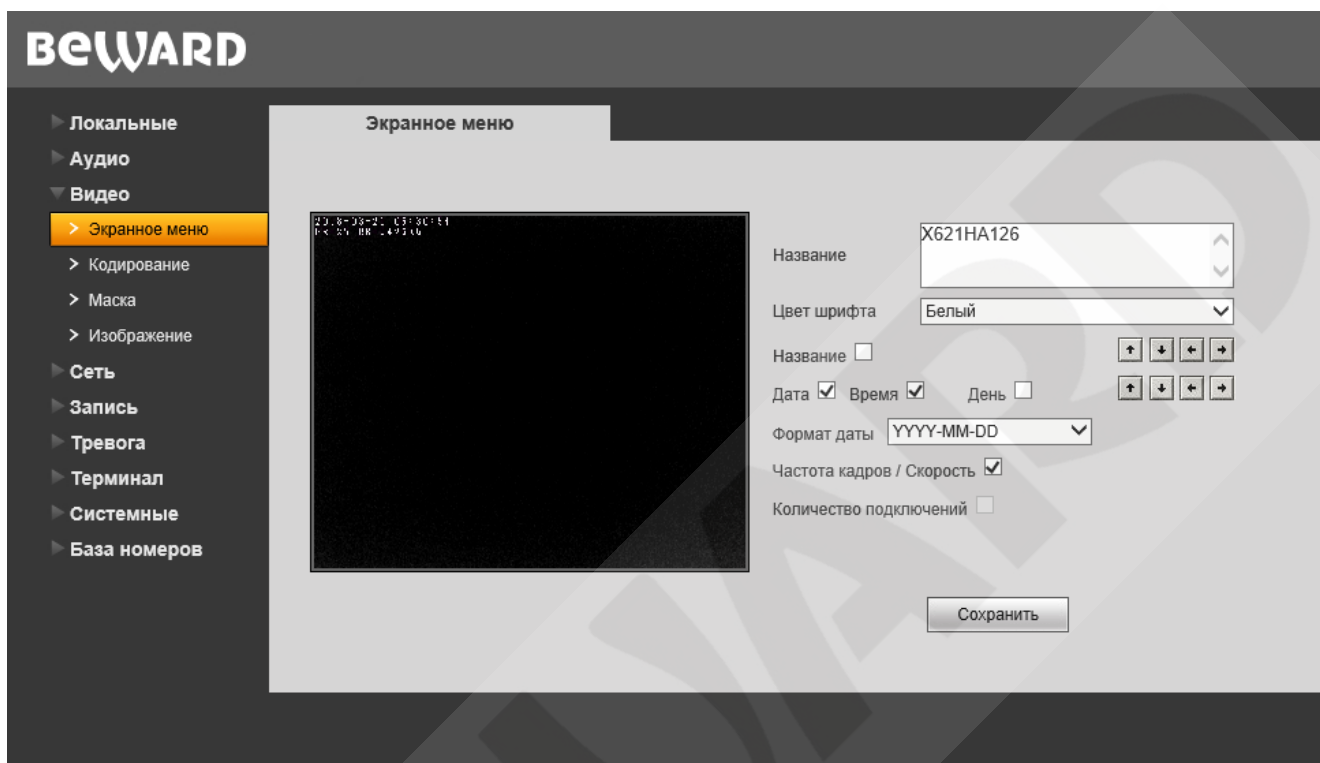 BEWARD
Локальные
Аудио
Видео
Экранное меню
Кодирование
Маска
Изображение
Сеть
Запись
Тревога
Терминал
Системные
База номеров
Экранное меню
Название X621HA126
Цвет шрифта Белый
Название
Дата Время День
Формат даты YYYY-MM-DD
Частота кадров / Скорость
Количество подключений
Сохранить